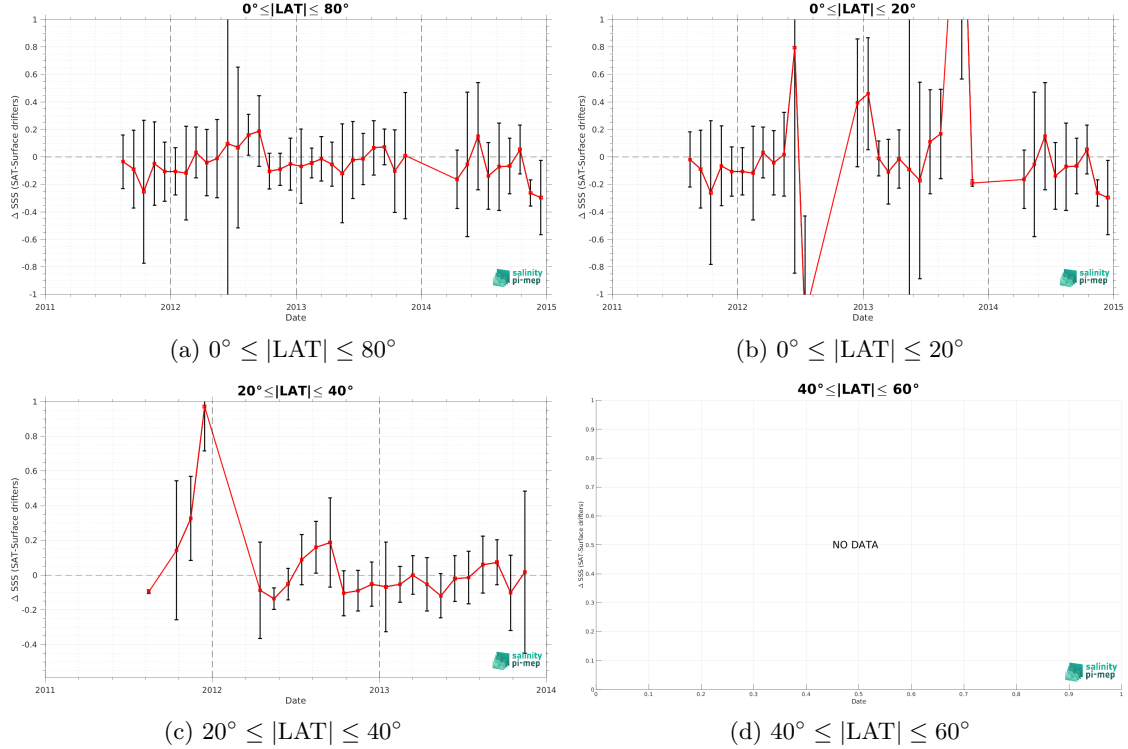 0°≤|LAT|≤ 80°
Δ SSS (SAT-Surface drifters)
1
0.8
0.6
0.4
0.2
0
-0.2
-0.4
-0.6
-0.8
-1
2011 2012 2013 2014 2015
Date
salinity
pi-mep
(a) 0° ≤ |LAT| ≤ 80°
0°≤|LAT|≤ 20°
Δ SSS (SAT-Surface drifters)
1
0.8
0.6
0.4
0.2
0
-0.2
-0.4
-0.6
-0.8
-1
2011 2012 2013 2014 2015
Date
salinity
pi-mep
(b) 0° ≤ |LAT| ≤ 20°
20°≤|LAT|≤ 40°
Δ SSS (SAT-Surface drifters)
1
0.8
0.6
0.4
0.2
0
-0.2
-0.4
2011 2012 2013 2014
Date
salinity
pi-mep
(c) 20° ≤ |LAT| ≤ 40°
40°≤|LAT|≤ 60°
Δ SSS (SAT-Surface drifters)
1
0.9
0.8
0.7
0.6
0.5
0.4
0.3
0.2
0.1
0
NO DATA
0 0.1 0.2 0.3 0.4 0.5 0.6 0.7 0.8 0.9 1
Date
salinity
pi-mep
(d) 40° ≤ |LAT| ≤ 60°